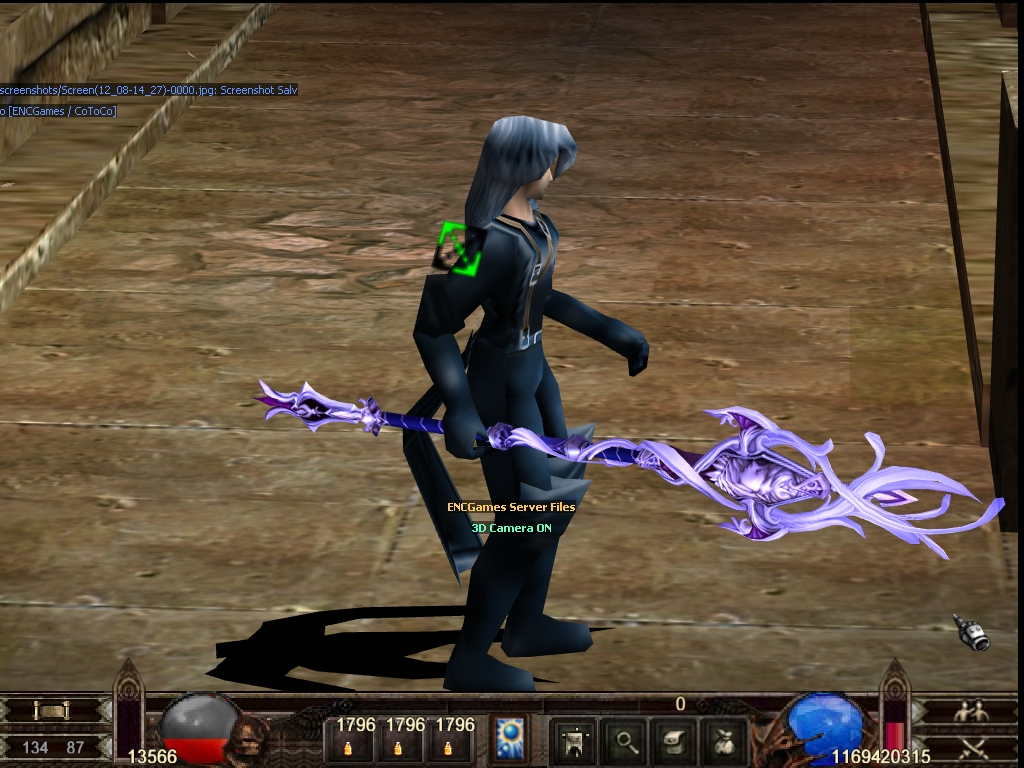 screenshots/Screen(12_08-14_27)-0000.jpg: Screenshot Salv
o [ENCGames / CoToCo]
ENCGames Server Files
3D Camera ON
0
1796 1796 1796
134 87
13566
1169420315